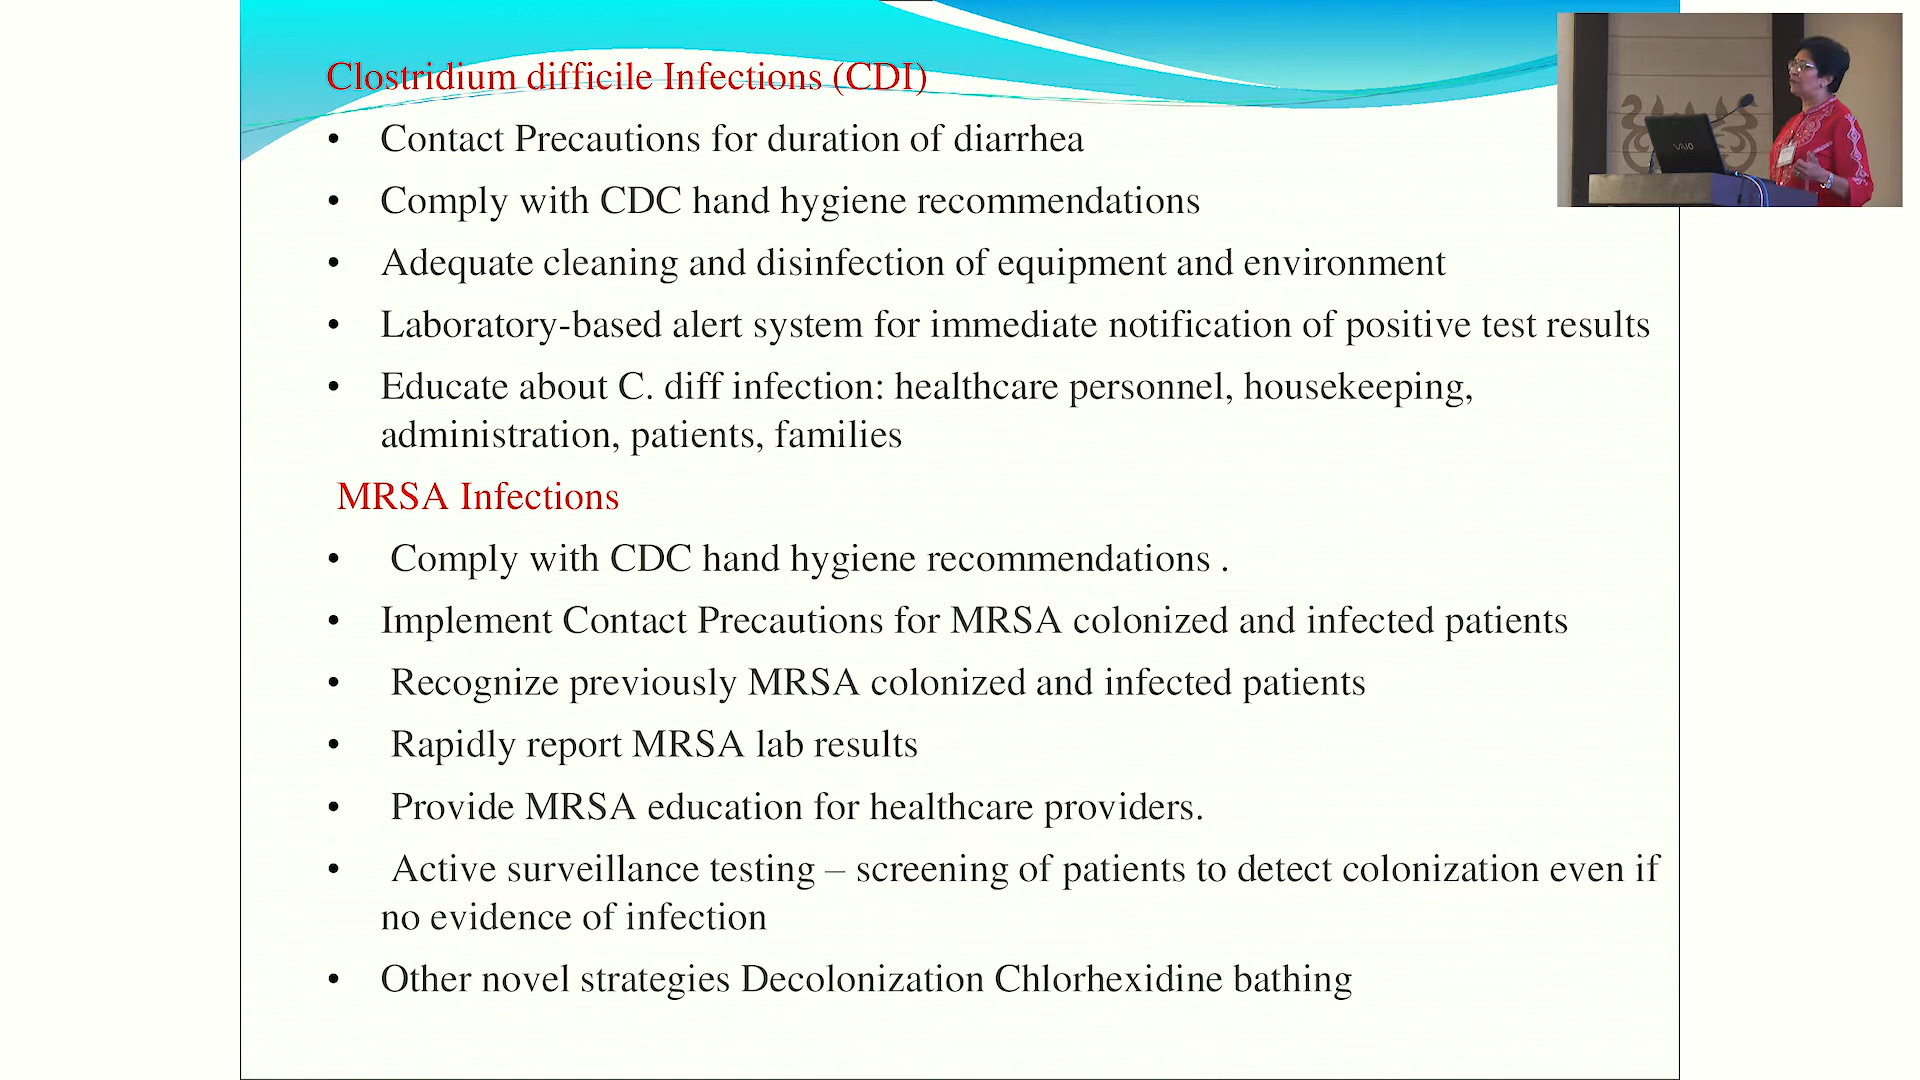 Clostridium difficile Infections (CDI)
• Contact Precautions for duration of diarrhea
• Comply with CDC hand hygiene recommendations
• Adequate cleaning and disinfection of equipment and environment
• Laboratory-based alert system for immediate notification of positive test results
• Educate about C. diff infection: healthcare personnel, housekeeping,
administration, patients, families
MRSA Infections
• Comply with CDC hand hygiene recommendations .
• Implement Contact Precautions for MRSA colonized and infected patients
• Recognize previously MRSA colonized and infected patients
• Rapidly report MRSA lab results
• Provide MRSA education for healthcare providers.
• Active surveillance testing – screening of patients to detect colonization even if
no evidence of infection
• Other novel strategies Decolonization Chlorhexidine bathing
VAIO